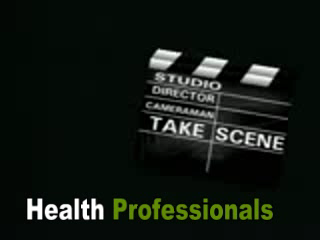 STUDIO
DIRECTOR
CAMERAMAN
TAKE SCENE
Health Professionals